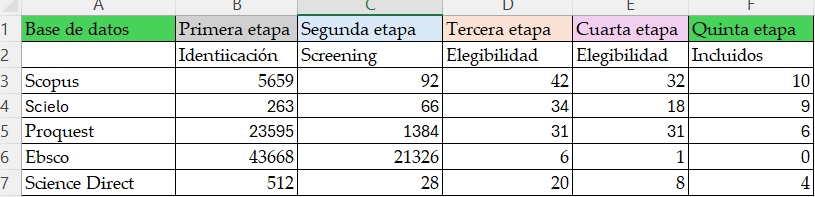 A B C D E F
1 Base de datos Primera etapa Segunda etapa Tercera etapa Cuarta etapa Quinta etapa
2 Identiicación Screening Elegibilidad Elegibilidad Incluidos
3 Scopus 5659 92 42 32 10
4 Scielo 263 66 34 18 9
5 Proquest 23595 1384 31 31 6
6 Ebsco 43668 21326 6 1 0
7 Science Direct 512 28 20 8 4